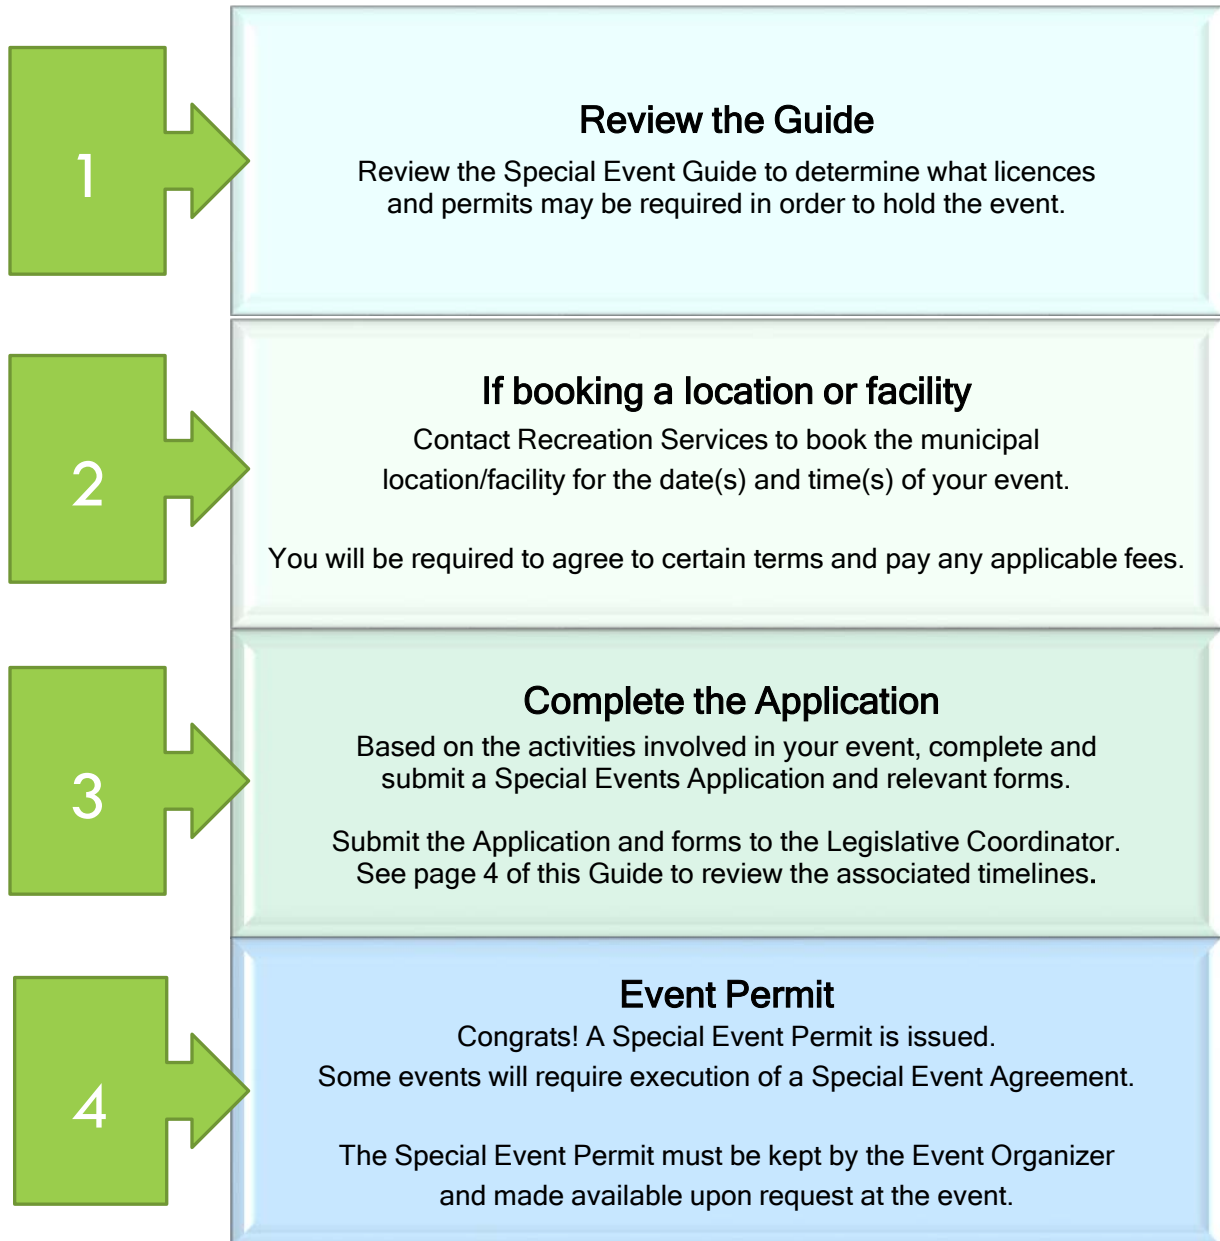 1
Review the Guide
Review the Special Event Guide to determine what licences
and permits may be required in order to hold the event.
2
If booking a location or facility
Contact Recreation Services to book the municipal
location/facility for the date(s) and time(s) of your event.
You will be required to agree to certain terms and pay any applicable fees.
3
Complete the Application
Based on the activities involved in your event, complete and
submit a Special Events Application and relevant forms.
Submit the Application and forms to the Legislative Coordinator.
See page 4 of this Guide to review the associated timelines.
4
Event Permit
Congrats! A Special Event Permit is issued.
Some events will require execution of a Special Event Agreement.
The Special Event Permit must be kept by the Event Organizer
and made available upon request at the event.